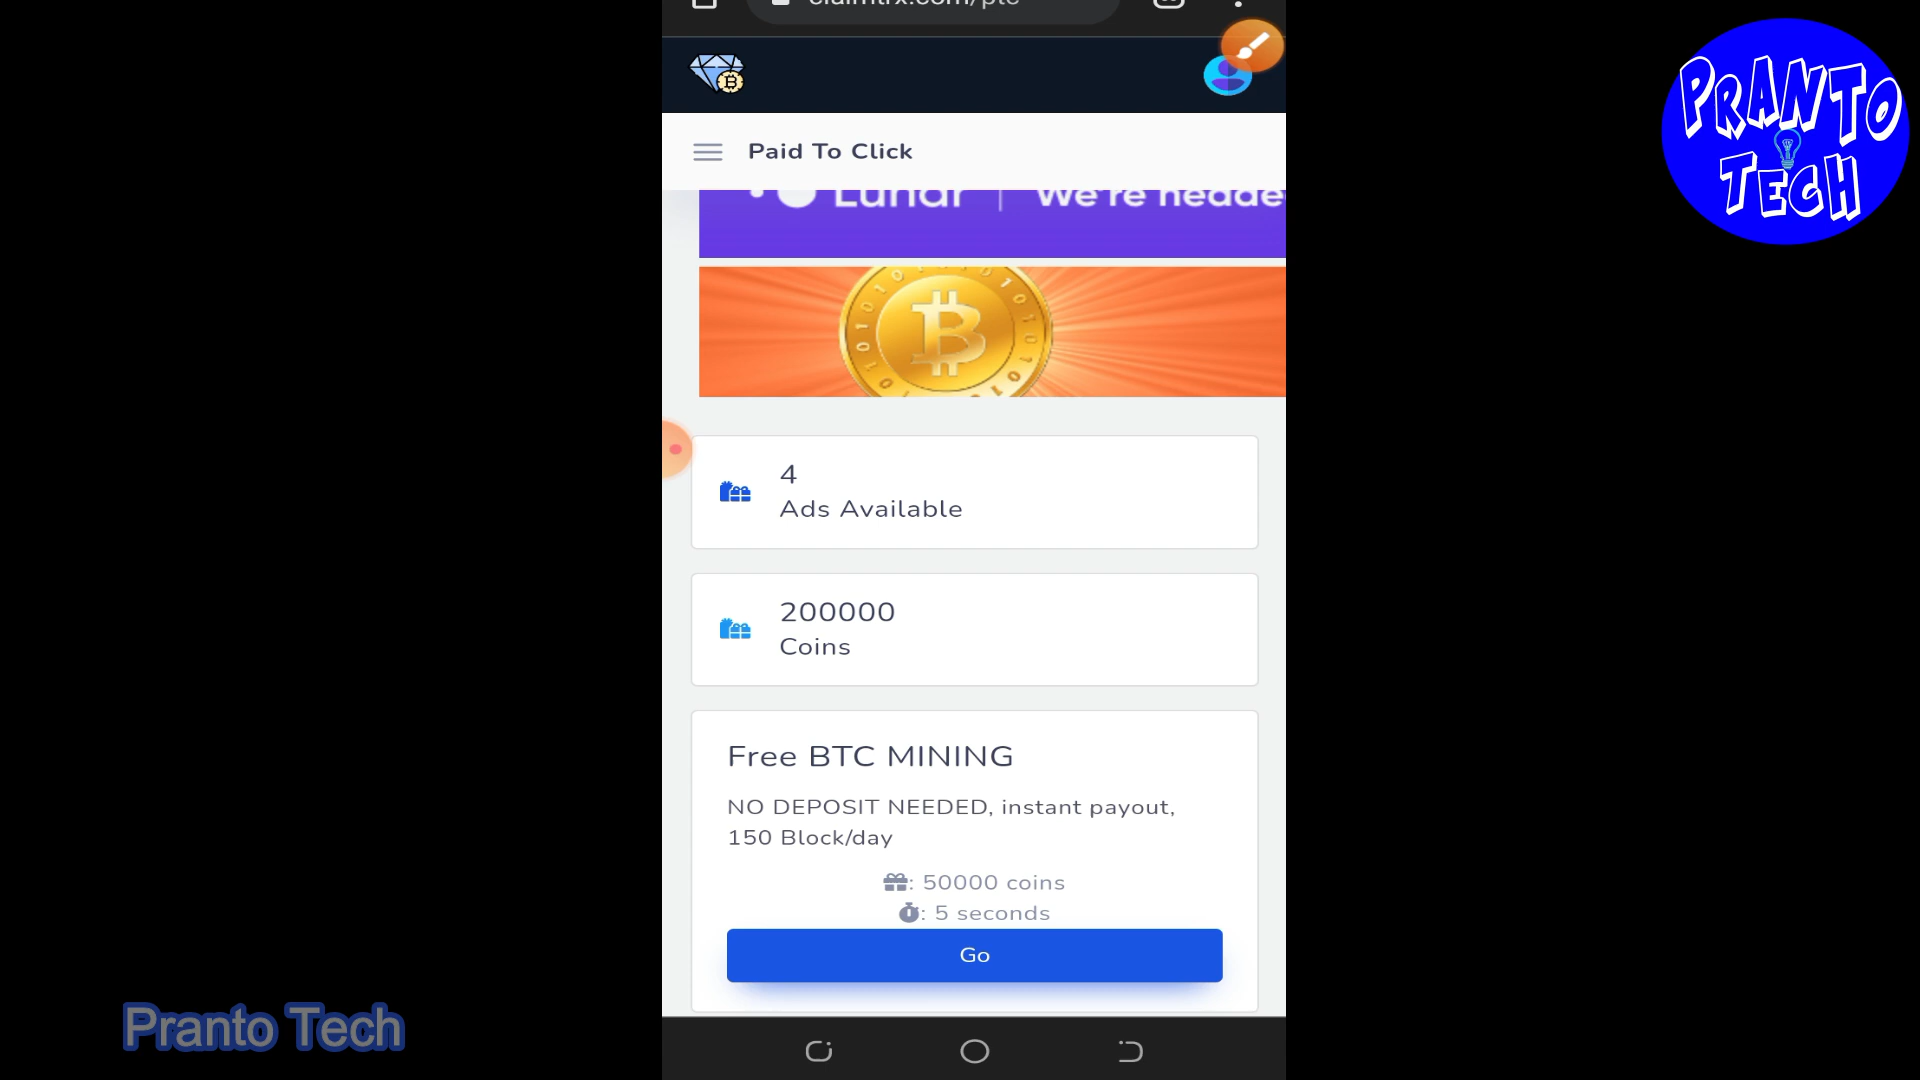 claimtrx.com/ptc
PRANTO
TECH
Paid To Click
Lunar | We're headed
4
Ads Available
200000
Coins
Free BTC MINING
NO DEPOSIT NEEDED, instant payout,
150 Block/day
: 50000 coins
: 5 seconds
Go
Pranto Tech